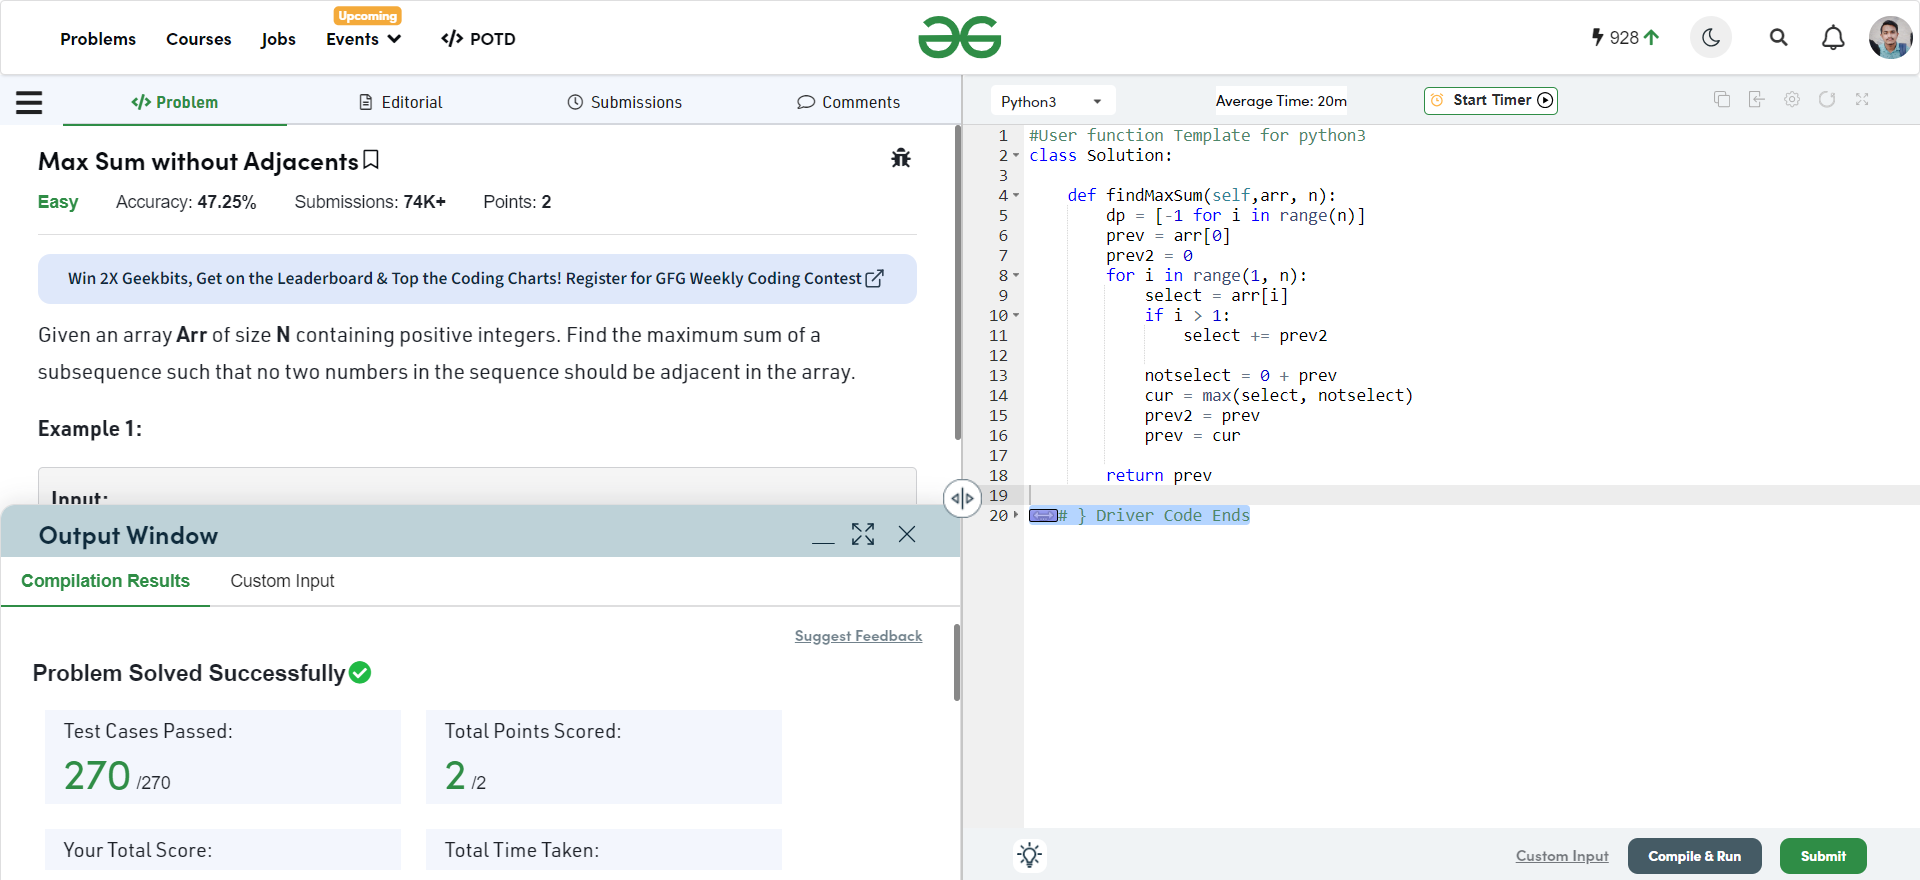 Problems Courses Jobs Events Upcoming </> POTD
928
Problem Editorial Submissions Comments
Max Sum without Adjacents
Easy Accuracy: 47.25% Submissions: 74K+ Points: 2
Win 2X Geekbits, Get on the Leaderboard & Top the Coding Charts! Register for GFG Weekly Coding Contest
Given an array Arr of size N containing positive integers. Find the maximum sum of a
subsequence such that no two numbers in the sequence should be adjacent in the array.
Example 1:
Input:
Output Window
Compilation Results Custom Input
Suggest Feedback
Problem Solved Successfully
Test Cases Passed:
270 /270
Total Points Scored:
2 /2
Your Total Score:
Total Time Taken:
Python3 Average Time: 20m Start Timer
1 #User function Template for python3
2 class Solution:
3
4 def findMaxSum(self,arr, n):
5 dp = [-1 for i in range(n)]
6 prev = arr[0]
7 prev2 = 0
8 for i in range(1, n):
9 select = arr[i]
10 if i > 1:
11 select += prev2
12
13 notselect = 0 + prev
14 cur = max(select, notselect)
15 prev2 = prev
16 prev = cur
17
18 return prev
19
20 # } Driver Code Ends
Custom Input Compile & Run Submit